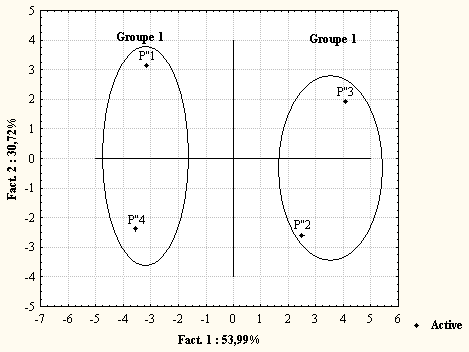 5
4
3
2
1
0
-1
-2
-3
-4
-5
Fact. 2 : 30,72%
Groupe 1
Groupe 1
P"1
P"3
P"4
P"2
-7 -6 -5 -4 -3 -2 -1 0 1 2 3 4 5 6
Fact. 1 : 53,99%
Active